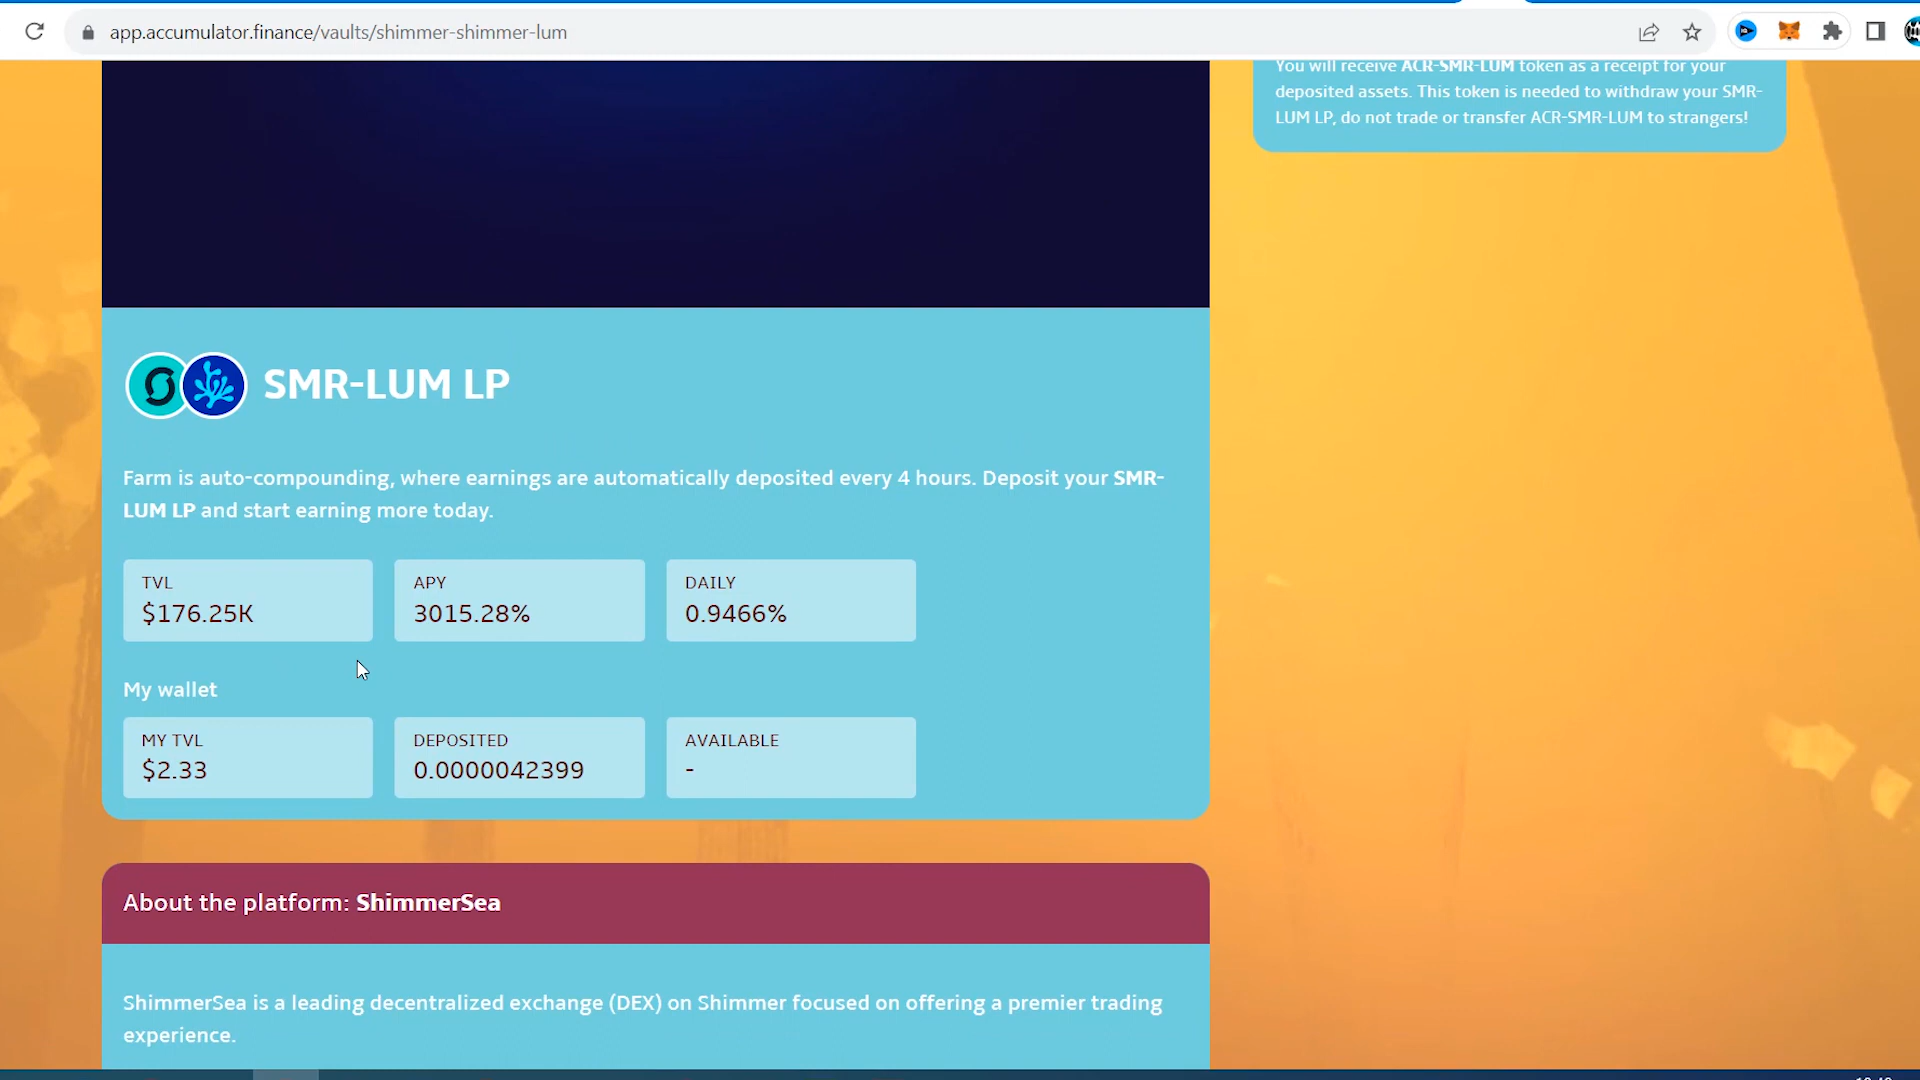 app.accumulator.finance/vaults/shimmer-shimmer-lum
You will receive ACR-SMR-LUM token as a receipt for your
deposited assets. This token is needed to withdraw your SMR-
LUM LP, do not trade or transfer ACR-SMR-LUM to strangers!
SMR-LUM LP
Farm is auto-compounding, where earnings are automatically deposited every 4 hours. Deposit your SMR-
LUM LP and start earning more today.
TVL
$176.25K
APY
3015.28%
DAILY
0.9466%
My wallet
MY TVL
$2.33
DEPOSITED
0.0000042399
AVAILABLE
-
About the platform: ShimmerSea
ShimmerSea is a leading decentralized exchange (DEX) on Shimmer focused on offering a premier trading
experience.